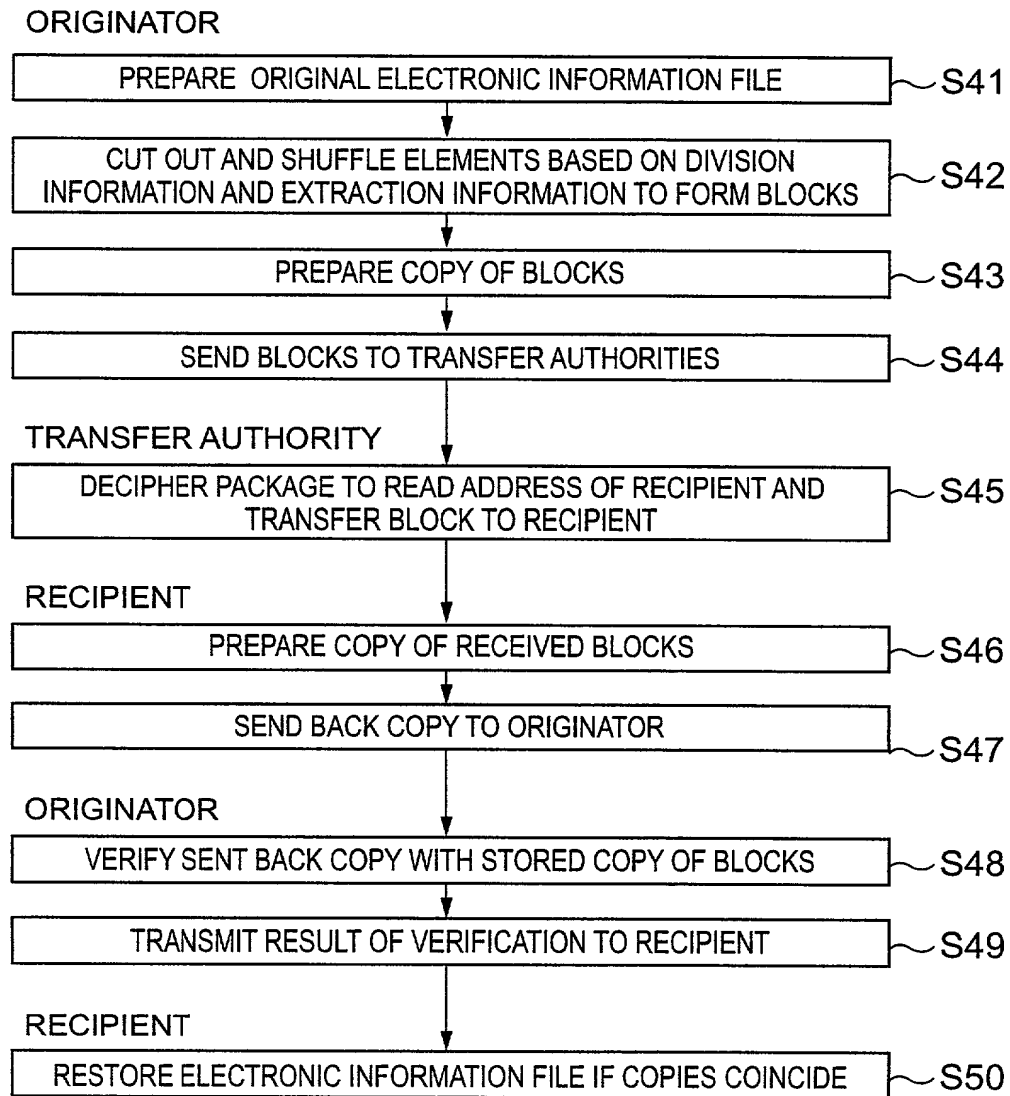 ORIGINATOR
PREPARE ORIGINAL ELECTRONIC INFORMATION FILE
S41
CUT OUT AND SHUFFLE ELEMENTS BASED ON DIVISION
INFORMATION AND EXTRACTION INFORMATION TO FORM BLOCKS
S42
PREPARE COPY OF BLOCKS
S43
SEND BLOCKS TO TRANSFER AUTHORITIES
S44
TRANSFER AUTHORITY
DECIPHER PACKAGE TO READ ADDRESS OF RECIPIENT AND
TRANSFER BLOCK TO RECIPIENT
S45
RECIPIENT
PREPARE COPY OF RECEIVED BLOCKS
S46
SEND BACK COPY TO ORIGINATOR
S47
ORIGINATOR
VERIFY SENT BACK COPY WITH STORED COPY OF BLOCKS
S48
TRANSMIT RESULT OF VERIFICATION TO RECIPIENT
S49
RECIPIENT
RESTORE ELECTRONIC INFORMATION FILE IF COPIES COINCIDE
S50